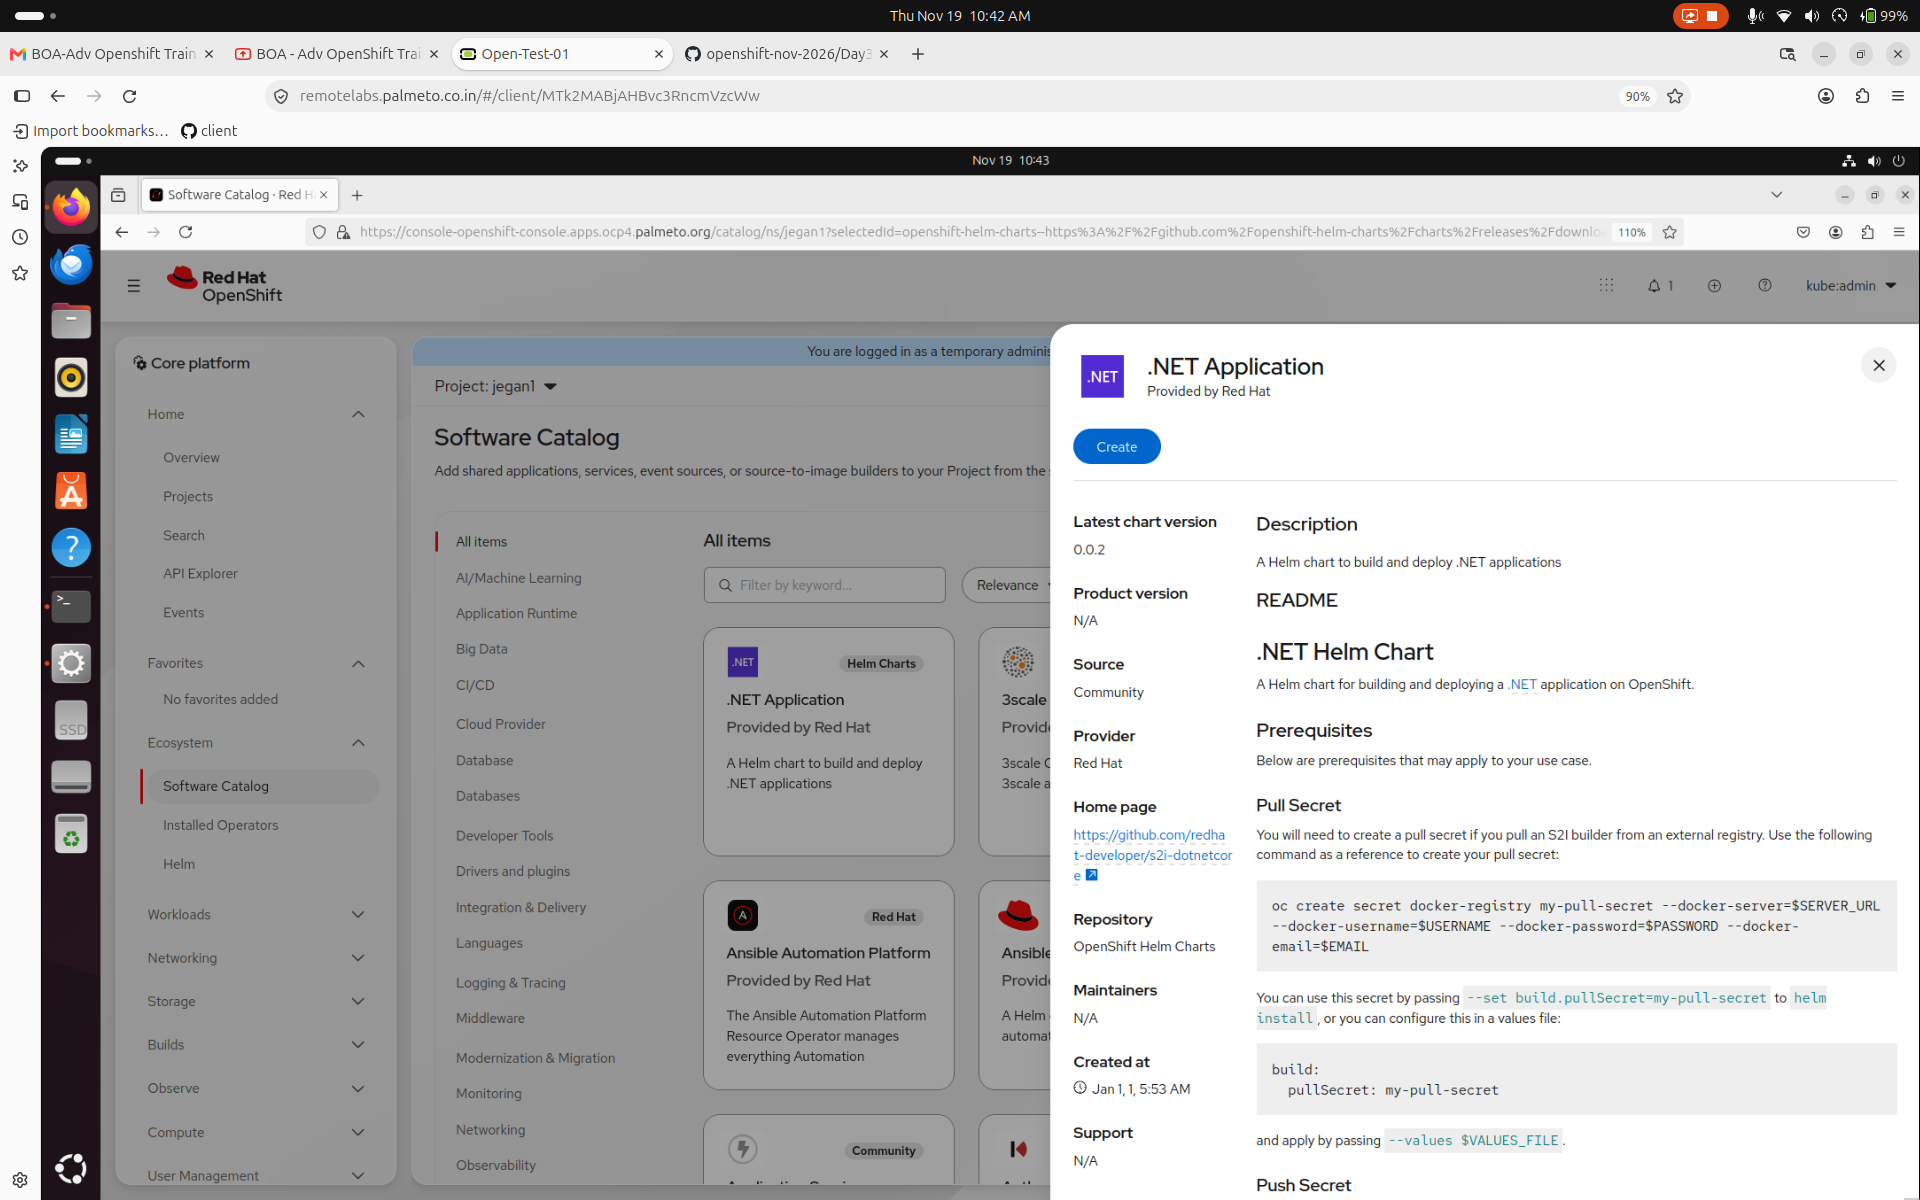 Thu Nov 19 10:42 AM
99%
BOA-Adv Openshift Train
BOA - Adv OpenShift Trai
Open-Test-01
openshift-nov-2026/Day3
remotelabs.palmeto.co.in/#/client/MTk2MABjAHBvc3RncmVzcWw
90%
Import bookmarks...
client
Nov 19 10:43
Software Catalog · Red H
https://console-openshift-console.apps.ocp4.palmeto.org/catalog/ns/jegan1?selectedId=openshift-helm-charts--https%3A%2F%2Fgithub.com%2Fopenshift-helm-charts%2Fcharts%2Freleases%2Fdownlo
110%
Red Hat
OpenShift
1
kube:admin
Core platform
Home
Overview
Projects
Search
API Explorer
Events
Favorites
No favorites added
Ecosystem
Software Catalog
Installed Operators
Helm
Workloads
Networking
Storage
Builds
Observe
Compute
User Management
SSD
You are logged in as a temporary adminis
Project: jegan1
Software Catalog
Add shared applications, services, event sources, or source-to-image builders to your Project from the s
All items
AI/Machine Learning
Application Runtime
Big Data
CI/CD
Cloud Provider
Database
Databases
Developer Tools
Drivers and plugins
Integration & Delivery
Languages
Logging & Tracing
Middleware
Modernization & Migration
Monitoring
Networking
Observability
All items
Filter by keyword...
Relevance
.NET
Helm Charts
.NET Application
Provided by Red Hat
A Helm chart to build and deploy
.NET applications
3scale
Provide
3scale C
3scale a
Red Hat
Ansible Automation Platform
Provided by Red Hat
The Ansible Automation Platform
Resource Operator manages
everything Automation
Ansible
Provide
A Helm
automat
Community
.NET
.NET Application
Provided by Red Hat
Create
Latest chart version
0.0.2
Product version
N/A
Source
Community
Provider
Red Hat
Home page
https://github.com/redha
t-developer/s2i-dotnetcor
e
Repository
OpenShift Helm Charts
Maintainers
N/A
Created at
Jan 1, 1, 5:53 AM
Support
N/A
Description
A Helm chart to build and deploy .NET applications
README
.NET Helm Chart
A Helm chart for building and deploying a .NET application on OpenShift.
Prerequisites
Below are prerequisites that may apply to your use case.
Pull Secret
You will need to create a pull secret if you pull an S2I builder from an external registry. Use the following
command as a reference to create your pull secret:
oc create secret docker-registry my-pull-secret --docker-server=$SERVER_URL
--docker-username=$USERNAME --docker-password=$PASSWORD --docker-
email=$EMAIL
You can use this secret by passing --set build.pullSecret=my-pull-secret to helm
install, or you can configure this in a values file:
build:
pullSecret: my-pull-secret
and apply by passing --values $VALUES_FILE.
Push Secret